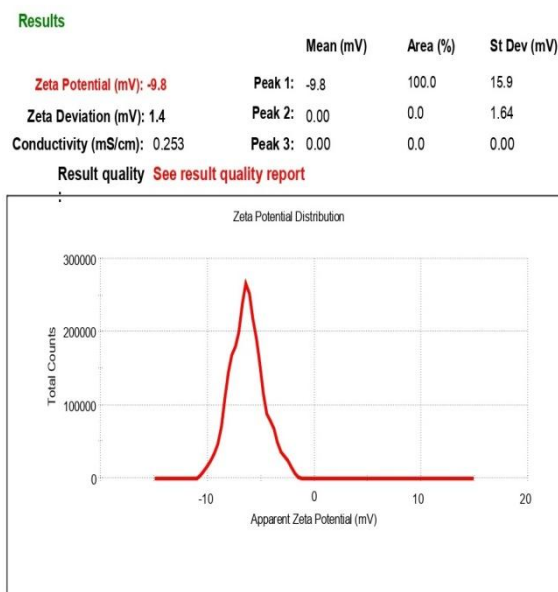 Results
Mean (mV) Area (%) St Dev (mV)
Zeta Potential (mV): -9.8 Peak 1: -9.8 100.0 15.9
Zeta Deviation (mV): 1.4 Peak 2: 0.00 0.0 1.64
Conductivity (mS/cm): 0.253 Peak 3: 0.00 0.0 0.00
Result quality See result quality report
:
Zeta Potential Distribution
300000
200000
100000
0
Total Counts
-10 0 10 20
Apparent Zeta Potential (mV)